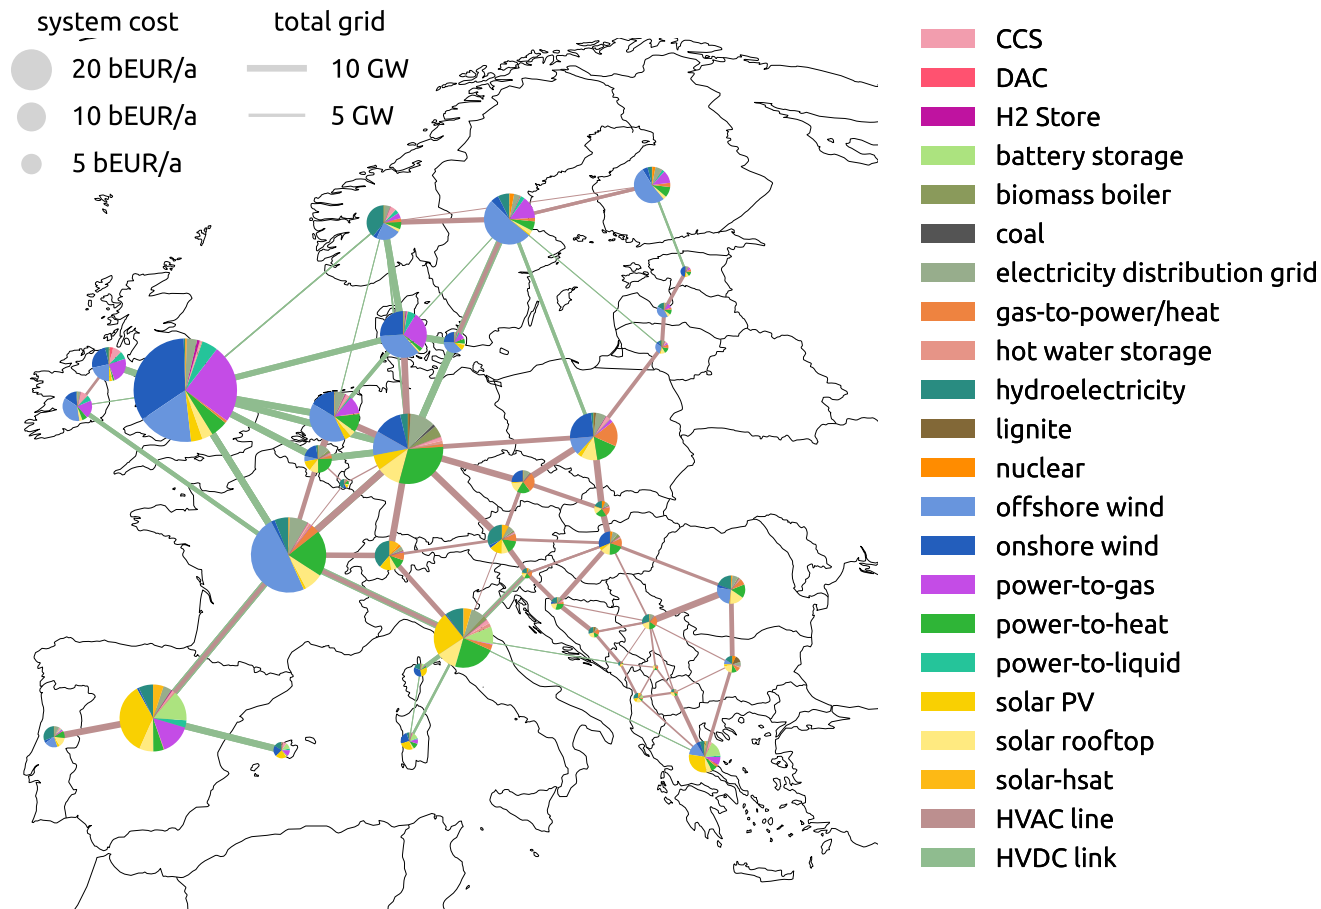 system cost
total grid
20 bEUR/a
10 GW
10 bEUR/a
5 GW
5 bEUR/a
CCS
DAC
H2 Store
battery storage
biomass boiler
coal
electricity distribution grid
gas-to-power/heat
hot water storage
hydroelectricity
lignite
nuclear
offshore wind
onshore wind
power-to-gas
power-to-heat
power-to-liquid
solar PV
solar rooftop
solar-hsat
HVAC line
HVDC link